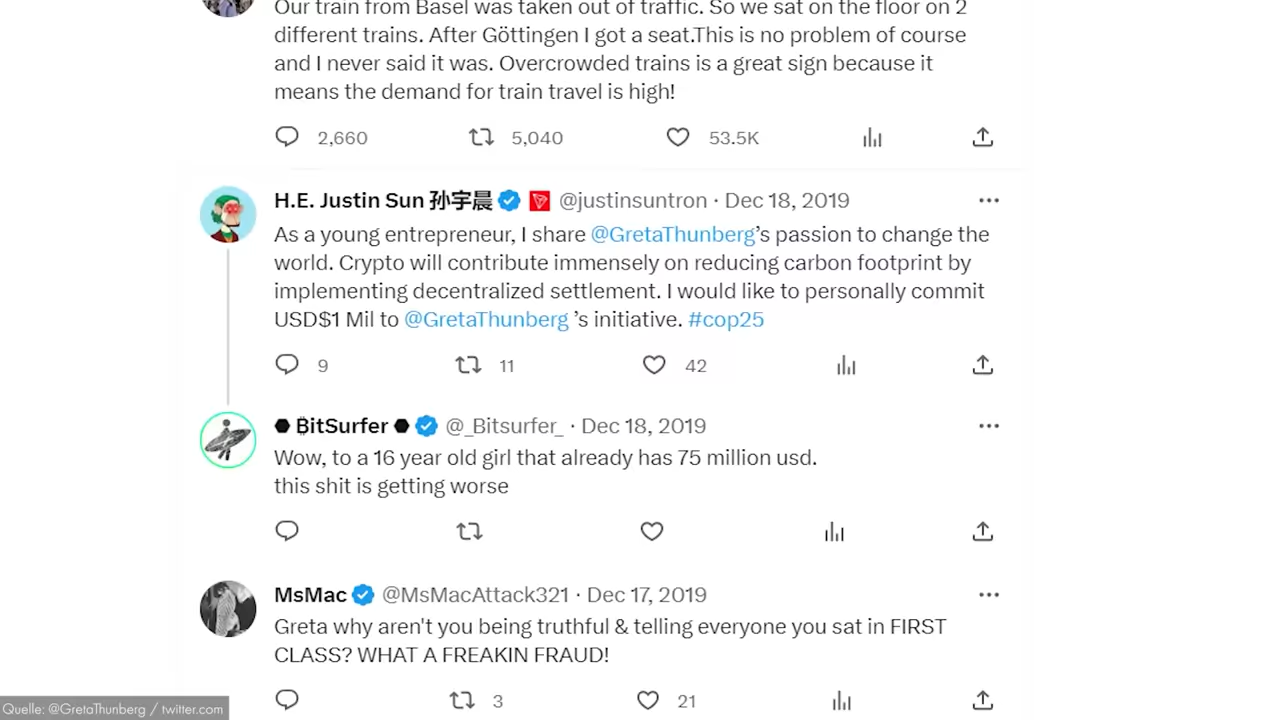 Our train from Basel was taken out of traffic. So we sat on the floor on 2
different trains. After Göttingen I got a seat.This is no problem of course
and I never said it was. Overcrowded trains is a great sign because it
means the demand for train travel is high!
2,660 5,040 53.5K
H.E. Justin Sun 孙宇晨 @justinsuntron · Dec 18, 2019
As a young entrepreneur, I share @GretaThunberg’s passion to change the
world. Crypto will contribute immensely on reducing carbon footprint by
implementing decentralized settlement. I would like to personally commit
USD$1 Mil to @GretaThunberg ’s initiative. #cop25
9 11 42
⬣ ₿itSurfer ⬣ @_Bitsurfer_ · Dec 18, 2019
Wow, to a 16 year old girl that already has 75 million usd.
this shit is getting worse
MsMac @MsMacAttack321 · Dec 17, 2019
Greta why aren't you being truthful & telling everyone you sat in FIRST
CLASS? WHAT A FREAKIN FRAUD!
3 21
Quelle: @GretaThunberg / twitter.com